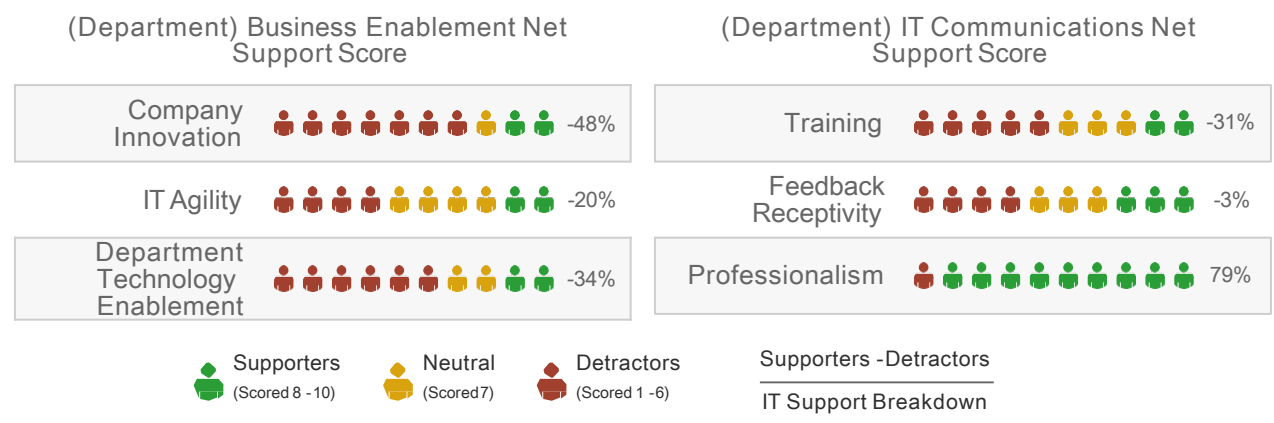 (Department) Business Enablement Net
Support Score
Company
Innovation
-48%
IT Agility
-20%
Department
Technology
Enablement
-34%
(Department) IT Communications Net
Support Score
Training
-31%
Feedback
Receptivity
-3%
Professionalism
79%
Supporters
(Scored 8 - 10)
Neutral
(Scored 7)
Detractors
(Scored 1 - 6)
Supporters - Detractors
IT Support Breakdown